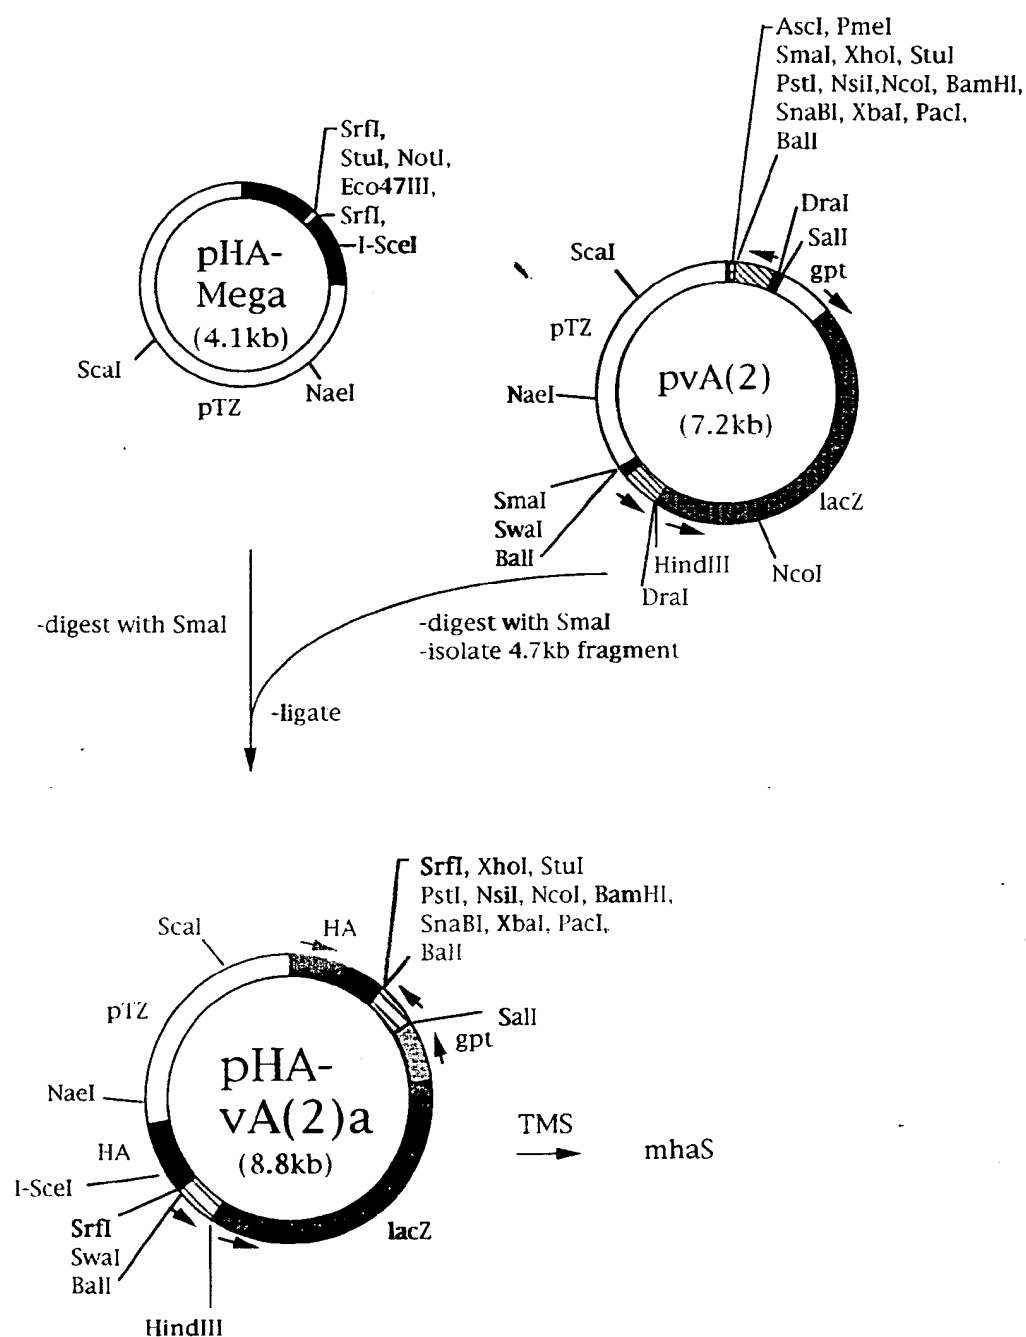 AscI, PmeI
SmaI, XhoI, StuI
PstI, NsiI,NcoI, BamHI,
SnaBI, XbaI, PacI,
BalI
SrfI,
StuI, NotI,
Eco47III,
SrfI,
I-SceI
pHA-
Mega
(4.1kb)
ScaI
NaeI
pTZ
DraI
SalI
gpt
ScaI
pTZ
NaeI
pvA(2)
(7.2kb)
lacZ
SmaI
SwaI
BalI
HindIII
DraI
NcoI
-digest with SmaI
-digest with SmaI
-isolate 4.7kb fragment
-ligate
SrfI, XhoI, StuI
PstI, NsiI, NcoI, BamHI,
SnaBI, XbaI, PacI,
BalI
HA
ScaI
pTZ
SalI
gpt
NaeI
pHA-
vA(2)a
(8.8kb)
HA
I-SceI
SrfI
SwaI
BalI
lacZ
HindIII
TMS
mhaS